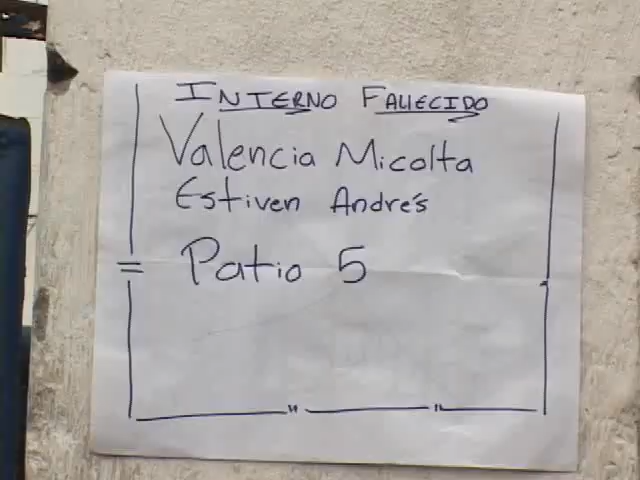 INTERNO FALLECIDO
Valencia Micolta
Estiven Andrés
Patio 5